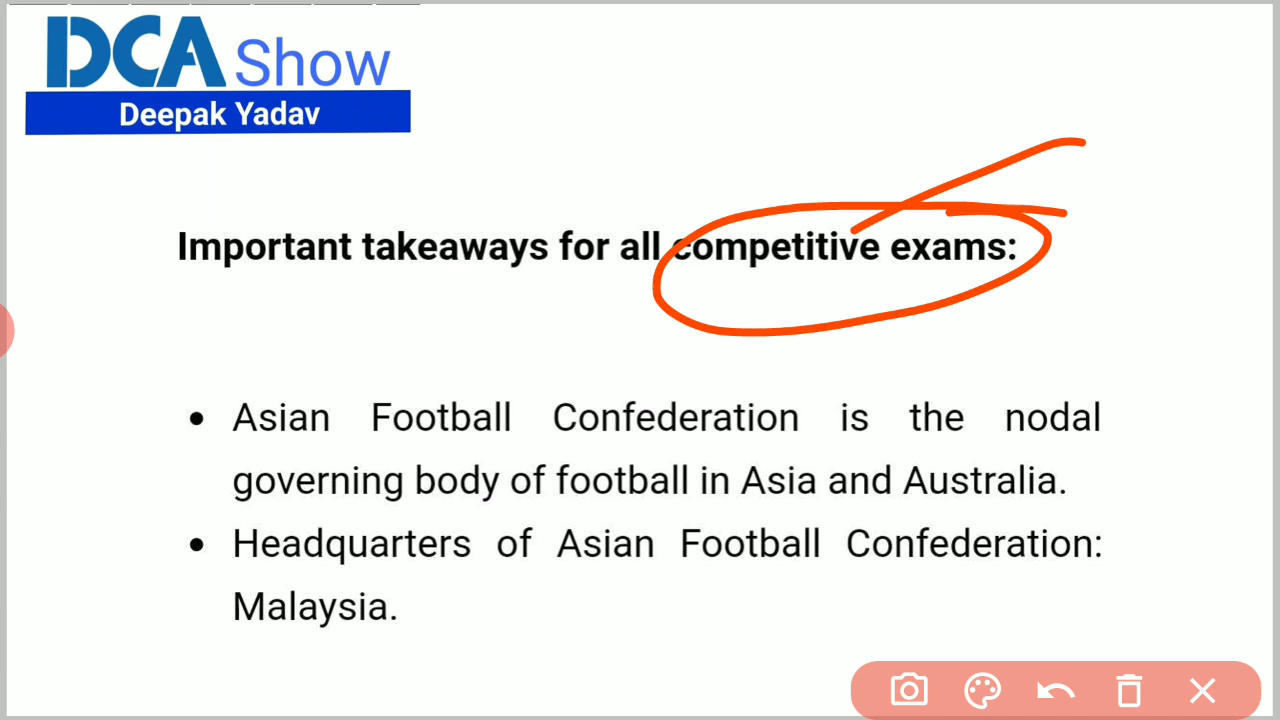 DCA Show
Deepak Yadav
Important takeaways for all competitive exams:
• Asian Football Confederation is the nodal
governing body of football in Asia and Australia.
• Headquarters of Asian Football Confederation:
Malaysia.